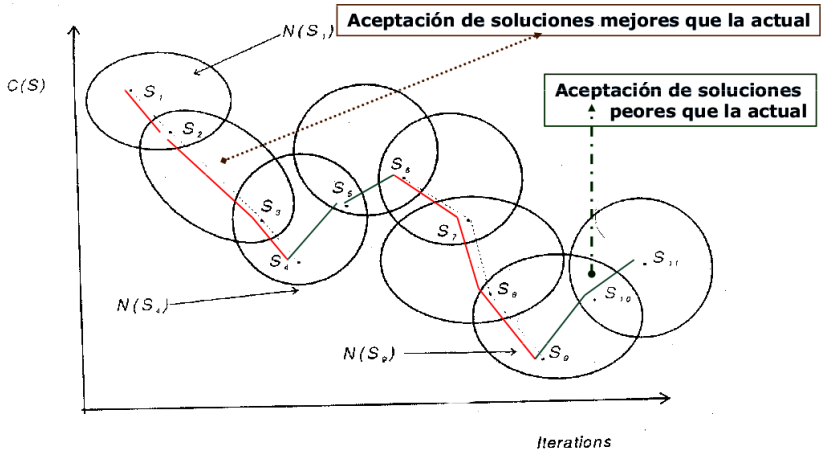 Aceptación de soluciones mejores que la actual
N(S₁)
C(S)
Aceptación de soluciones
peores que la actual
S₁
S₂
S₃
S₄
S₅
S₆
S₇
S₈
S₉
S₁₀
S₁₁
N(S₄)
N(S₉)
Iterations